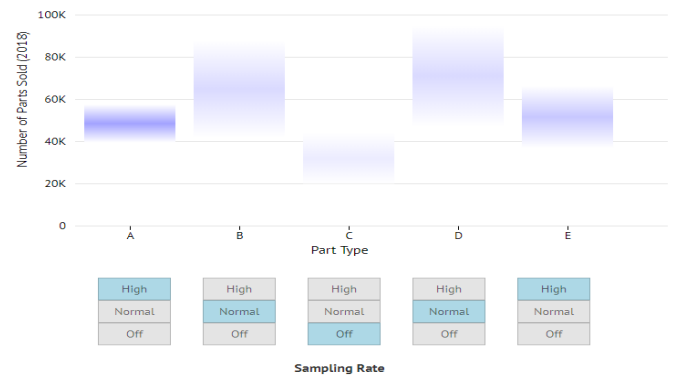 100K
80K
60K
40K
20K
0
Number of Parts Sold (2018)
A B C D E
Part Type
High High High High High
Normal Normal Normal Normal Normal
Off Off Off Off Off
Sampling Rate